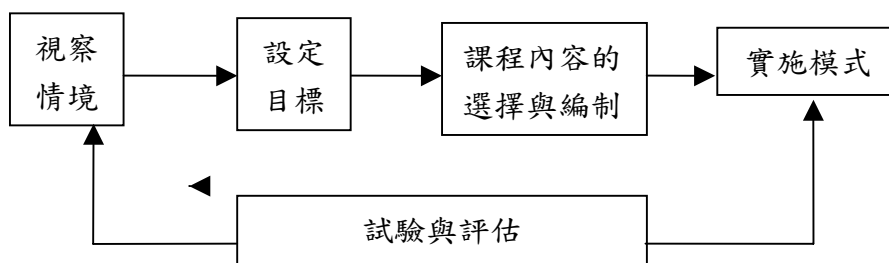 視察
情境
設定
目標
課程內容的
選擇與編制
實施模式
試驗與評估